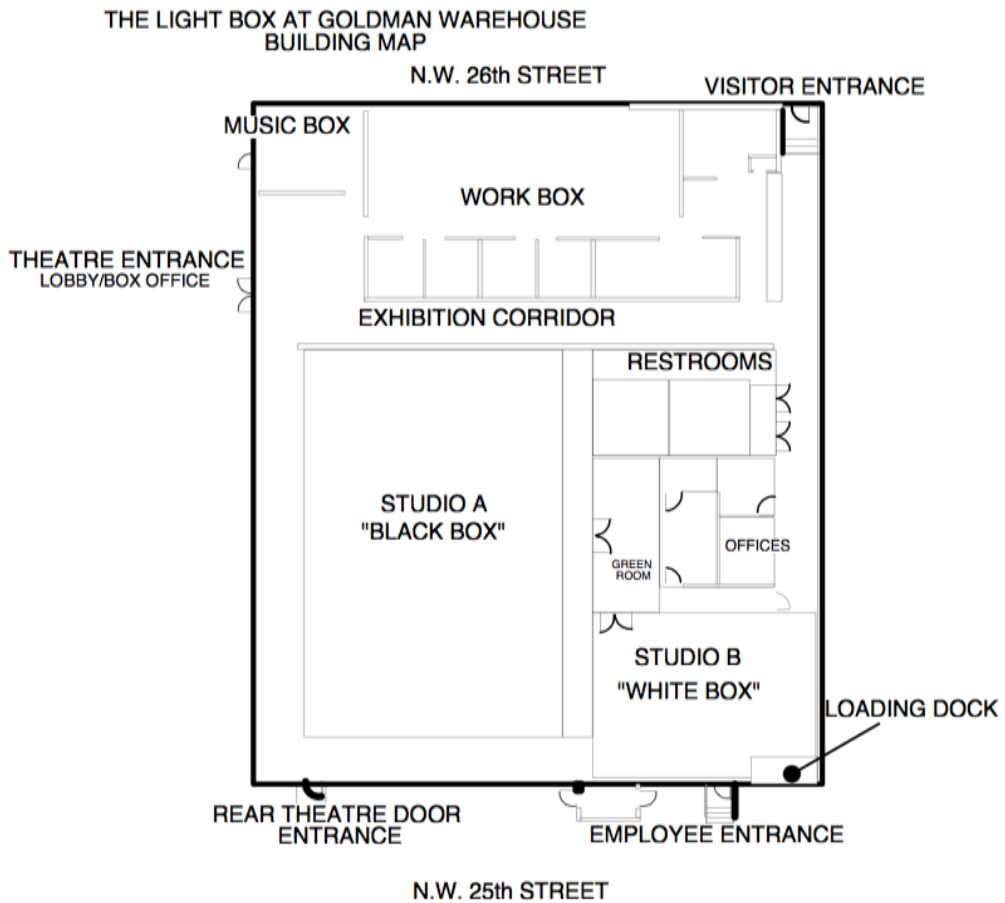 THE LIGHT BOX AT GOLDMAN WAREHOUSE
BUILDING MAP
N.W. 26th STREET
VISITOR ENTRANCE
MUSIC BOX
WORK BOX
THEATRE ENTRANCE
LOBBY/BOX OFFICE
EXHIBITION CORRIDOR
RESTROOMS
STUDIO A
"BLACK BOX"
OFFICES
GREEN
ROOM
STUDIO B
"WHITE BOX"
LOADING DOCK
REAR THEATRE DOOR
ENTRANCE
EMPLOYEE ENTRANCE
N.W. 25th STREET